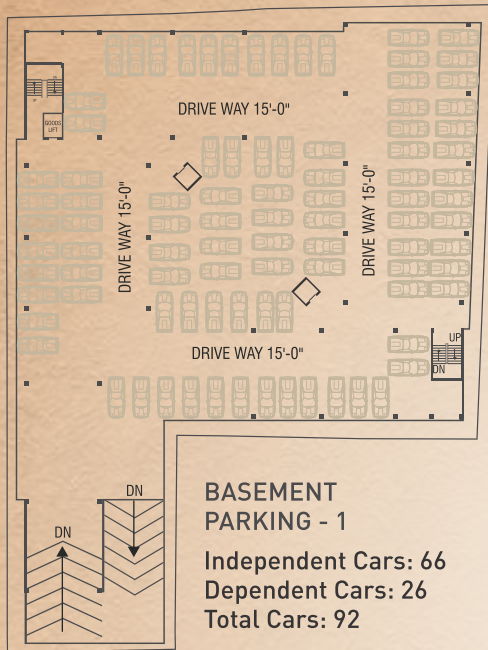 GOODS
LIFT
DRIVE WAY 15'-0"
DRIVE WAY 15'-0"
DRIVE WAY 15'-0"
DRIVE WAY 15'-0"
UP
DN
DN
DN
BASEMENT
PARKING - 1
Independent Cars: 66
Dependent Cars: 26
Total Cars: 92